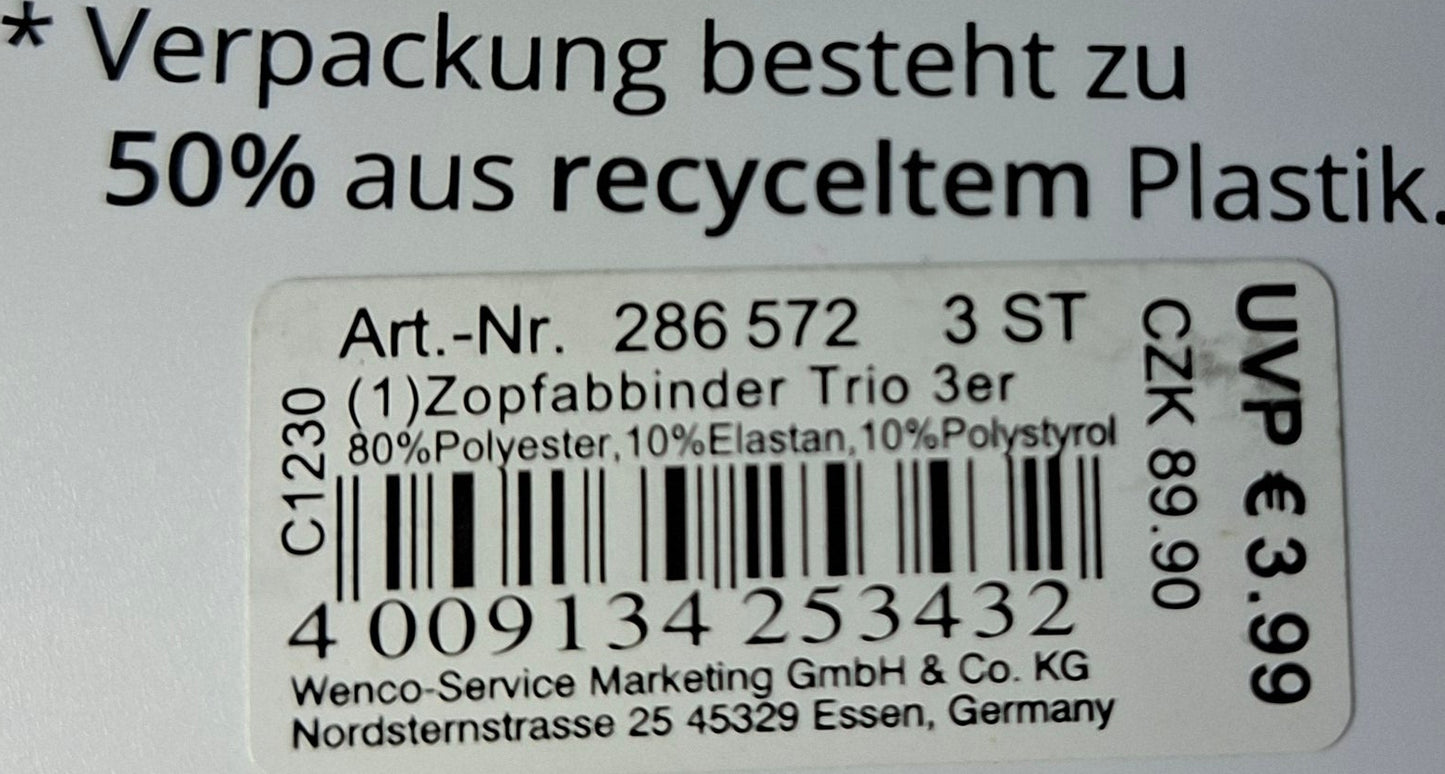 * Verpackung besteht zu
50% aus recyceltem Plastik.
Art.-Nr. 286 572 3 ST
(1)Zopfabbinder Trio 3er
80%Polyester,10%Elastan,10%Polystyrol
C1230
4 009134 253432
Wenco-Service Marketing GmbH & Co. KG
Nordsternstrasse 25 45329 Essen, Germany
CZK 89.90
UVP € 3.99